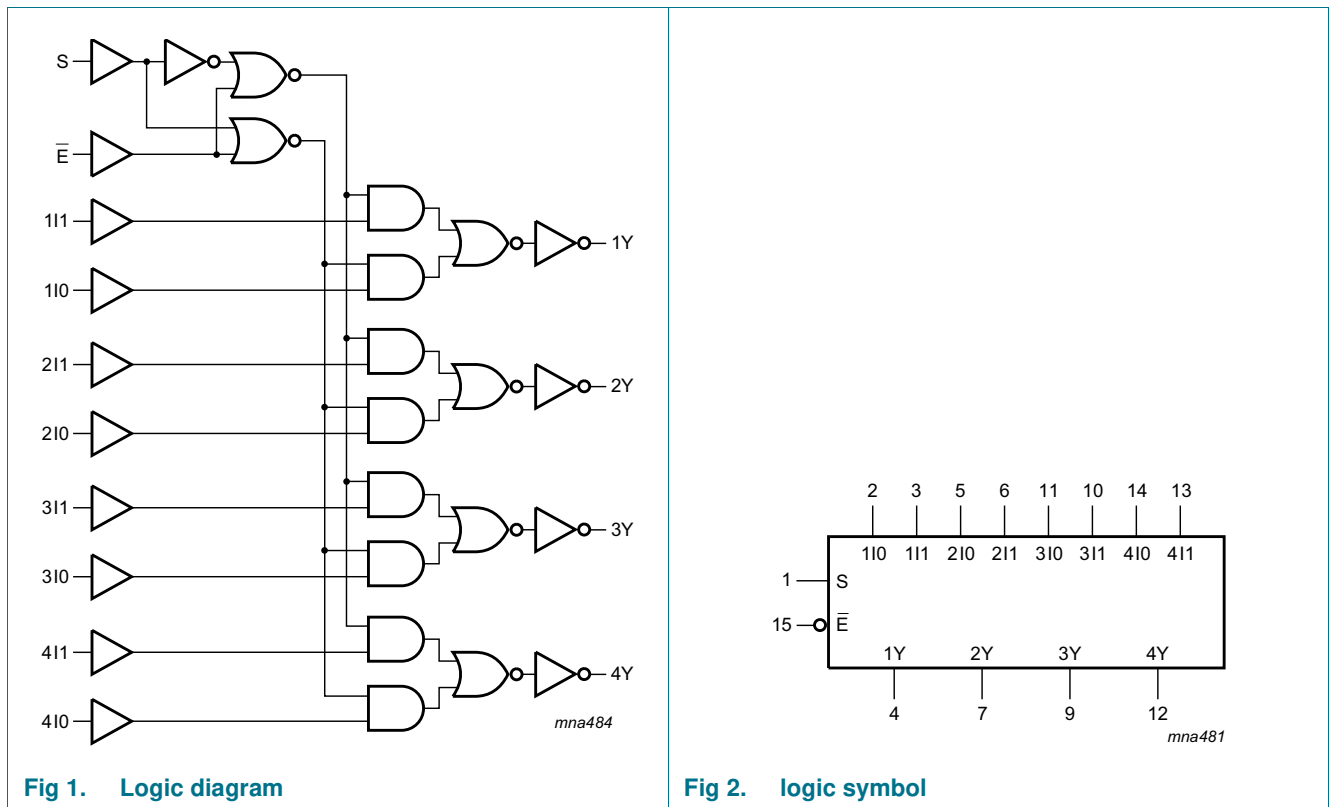 S
E̅
1I1
1I0
1Y
2I1
2I0
2Y
3I1
3I0
3Y
4I1
4I0
4Y
mna484
Fig 1. Logic diagram
2 3 5 6 11 10 14 13
1I0 1I1 2I0 2I1 3I0 3I1 4I0 4I1
1 S
15 E̅
1Y 2Y 3Y 4Y
4 7 9 12
mna481
Fig 2. logic symbol